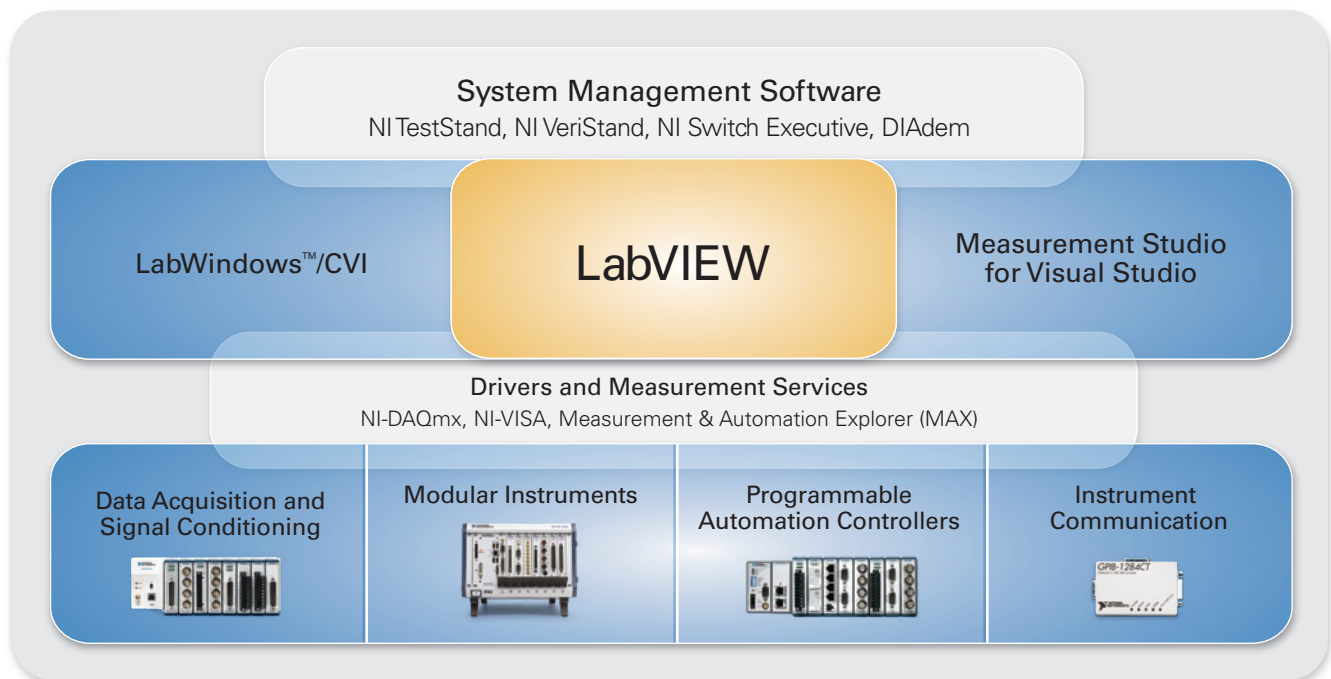 System Management Software
NI TestStand, NI VeriStand, NI Switch Executive, DIAdem
LabWindows™/CVI
LabVIEW
Measurement Studio
for Visual Studio
Drivers and Measurement Services
NI-DAQmx, NI-VISA, Measurement & Automation Explorer (MAX)
Data Acquisition and
Signal Conditioning
Modular Instruments
Programmable
Automation Controllers
Instrument
Communication
GPIB-1284CT